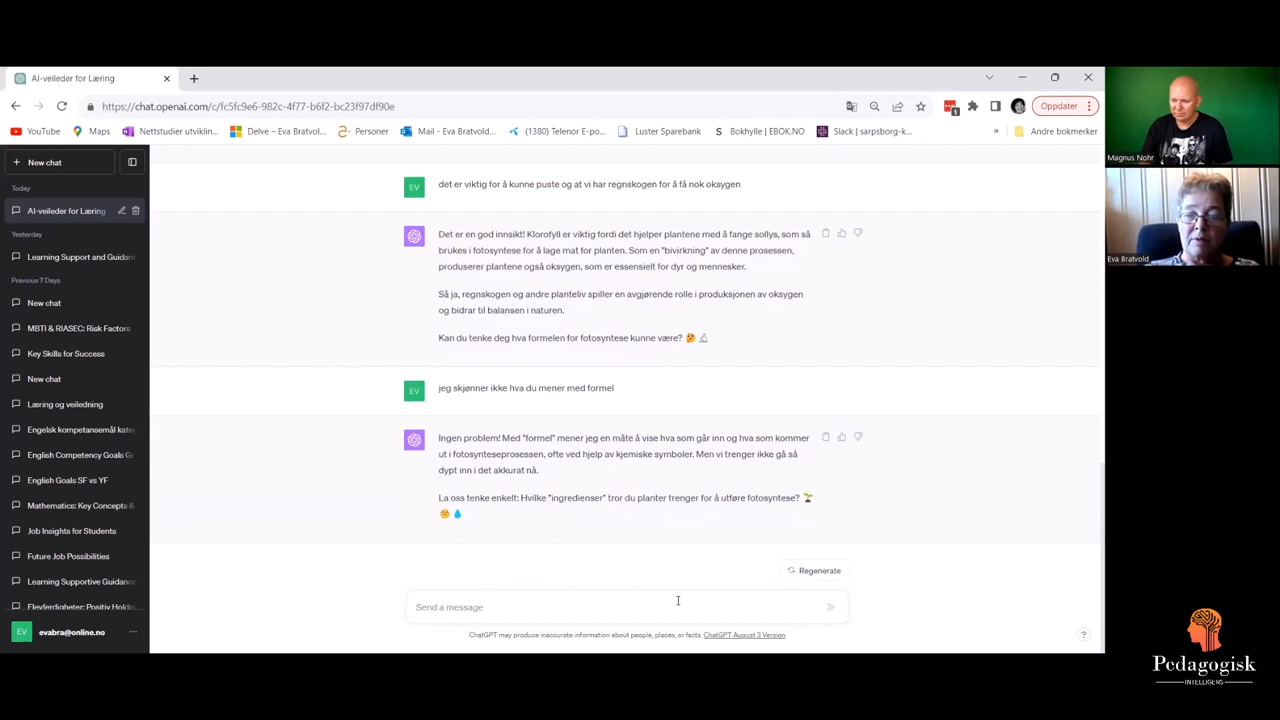 AI-veileder for Læring
https://chat.openai.com/c/fc5fc9e6-982c-4f77-b6f2-bc23f97df90e
1
Oppdater
YouTube
Maps
Nettstudier utviklin...
Delve – Eva Bratvol...
Personer
Mail - Eva Bratvold...
(1380) Telenor E-po...
Luster Sparebank
Bokhylle | EBOK.NO
Slack | sarpsborg-k...
»
Andre bokmerker
New chat
Today
AI-veileder for Læring
Yesterday
Learning Support and Guidanc
Previous 7 Days
New chat
MBTI & RIASEC: Risk Factors
Key Skills for Success
New chat
Læring og veiledning
Engelsk kompetansemål kate
English Competency Goals Gr
English Goals SF vs YF
Mathematics: Key Concepts &
Job Insights for Students
Future Job Possibilities
Learning Supportive Guidance
Elevferdigheter: Positiv Holdn
EV
evabra@online.no
EV
det er viktig for å kunne puste og at vi har regnskogen for å få nok oksygen
Det er en god innsikt! Klorofyll er viktig fordi det hjelper plantene med å fange sollys, som så
brukes i fotosyntese for å lage mat for planten. Som en "bivirkning" av denne prosessen,
produserer plantene også oksygen, som er essensielt for dyr og mennesker.
Så ja, regnskogen og andre planteliv spiller en avgjørende rolle i produksjonen av oksygen
og bidrar til balansen i naturen.
Kan du tenke deg hva formelen for fotosyntese kunne være? 🤔 🔬
EV
jeg skjønner ikke hva du mener med formel
Ingen problem! Med "formel" mener jeg en måte å vise hva som går inn og hva som kommer
ut i fotosynteseprosessen, ofte ved hjelp av kjemiske symboler. Men vi trenger ikke gå så
dypt inn i det akkurat nå.
La oss tenke enkelt: Hvilke "ingredienser" tror du planter trenger for å utføre fotosyntese? 🌱
🌞 💧
Regenerate
Send a message
ChatGPT may produce inaccurate information about people, places, or facts. ChatGPT August 3 Version
?
Magnus Nohr
Eva Bratvold
Pedagogisk
INTELLIGENS